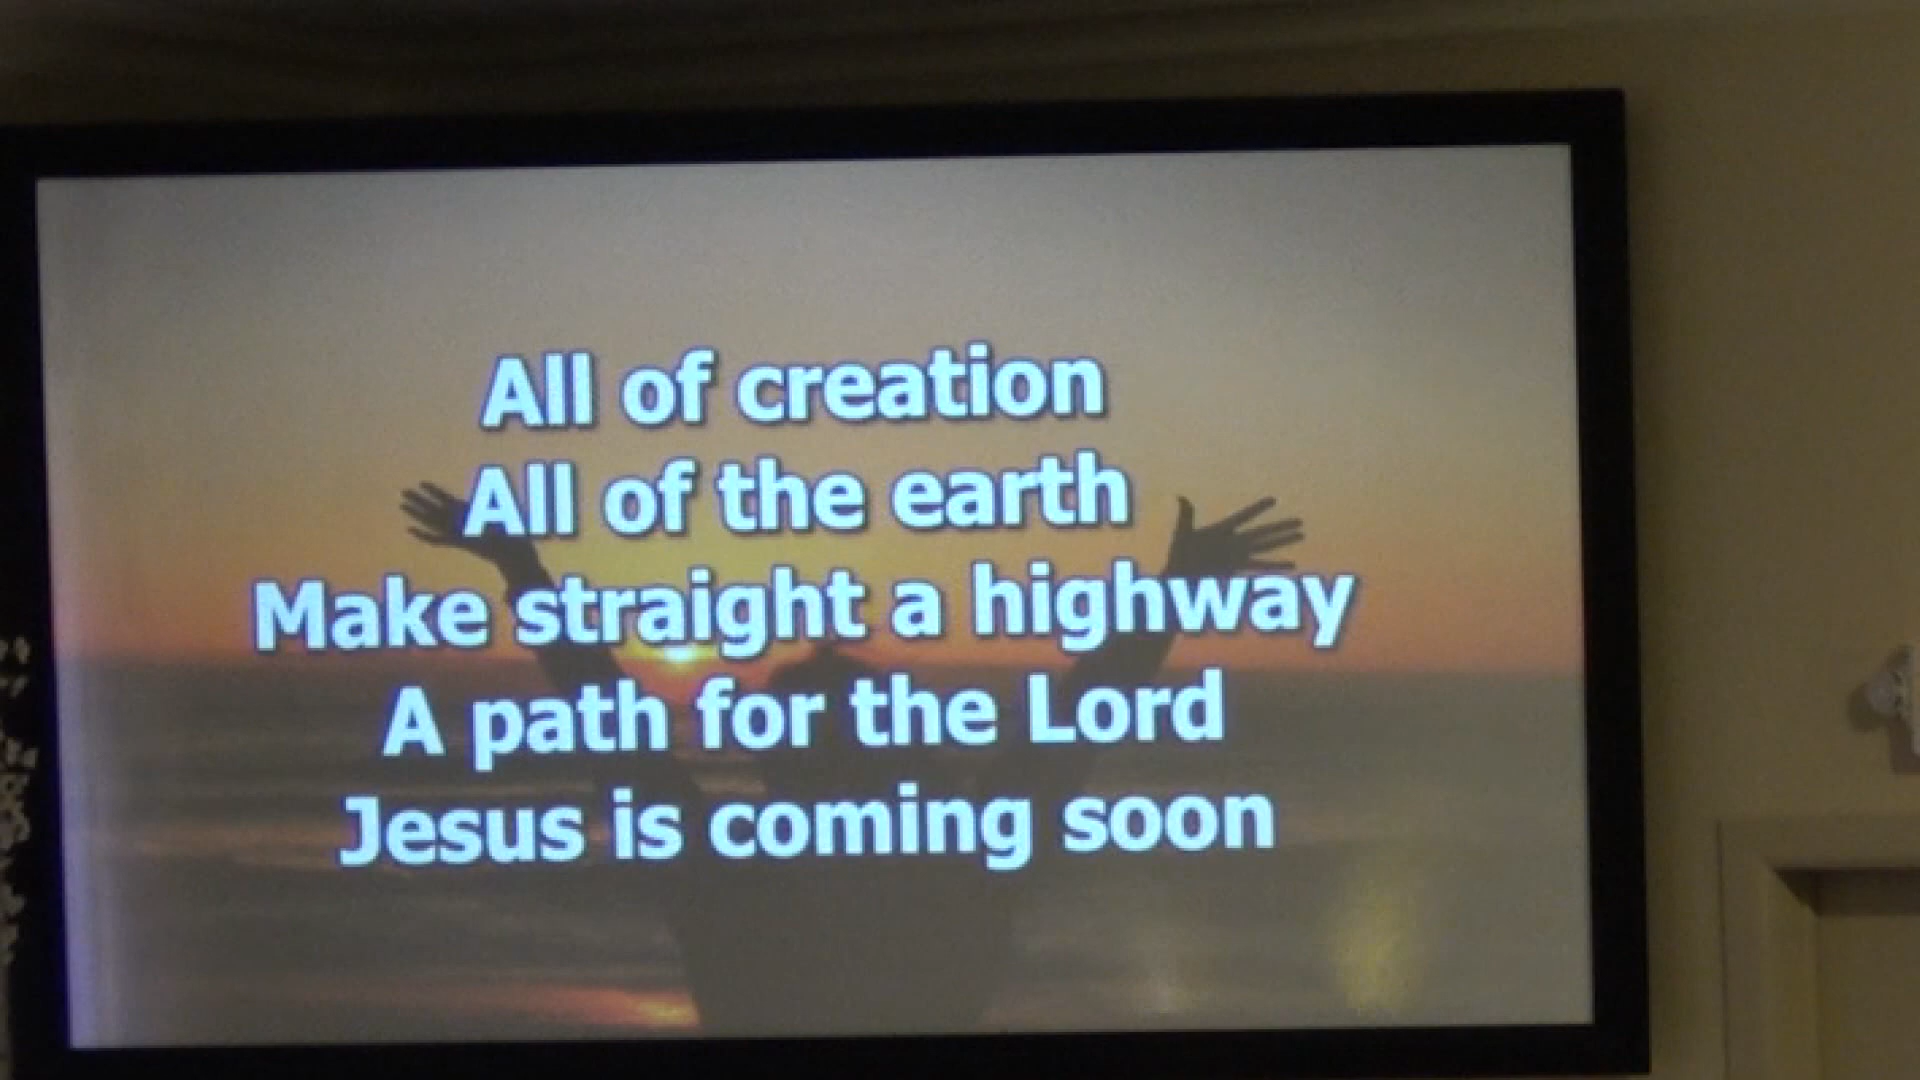 All of creation
All of the earth
Make straight a highway
A path for the Lord
Jesus is coming soon